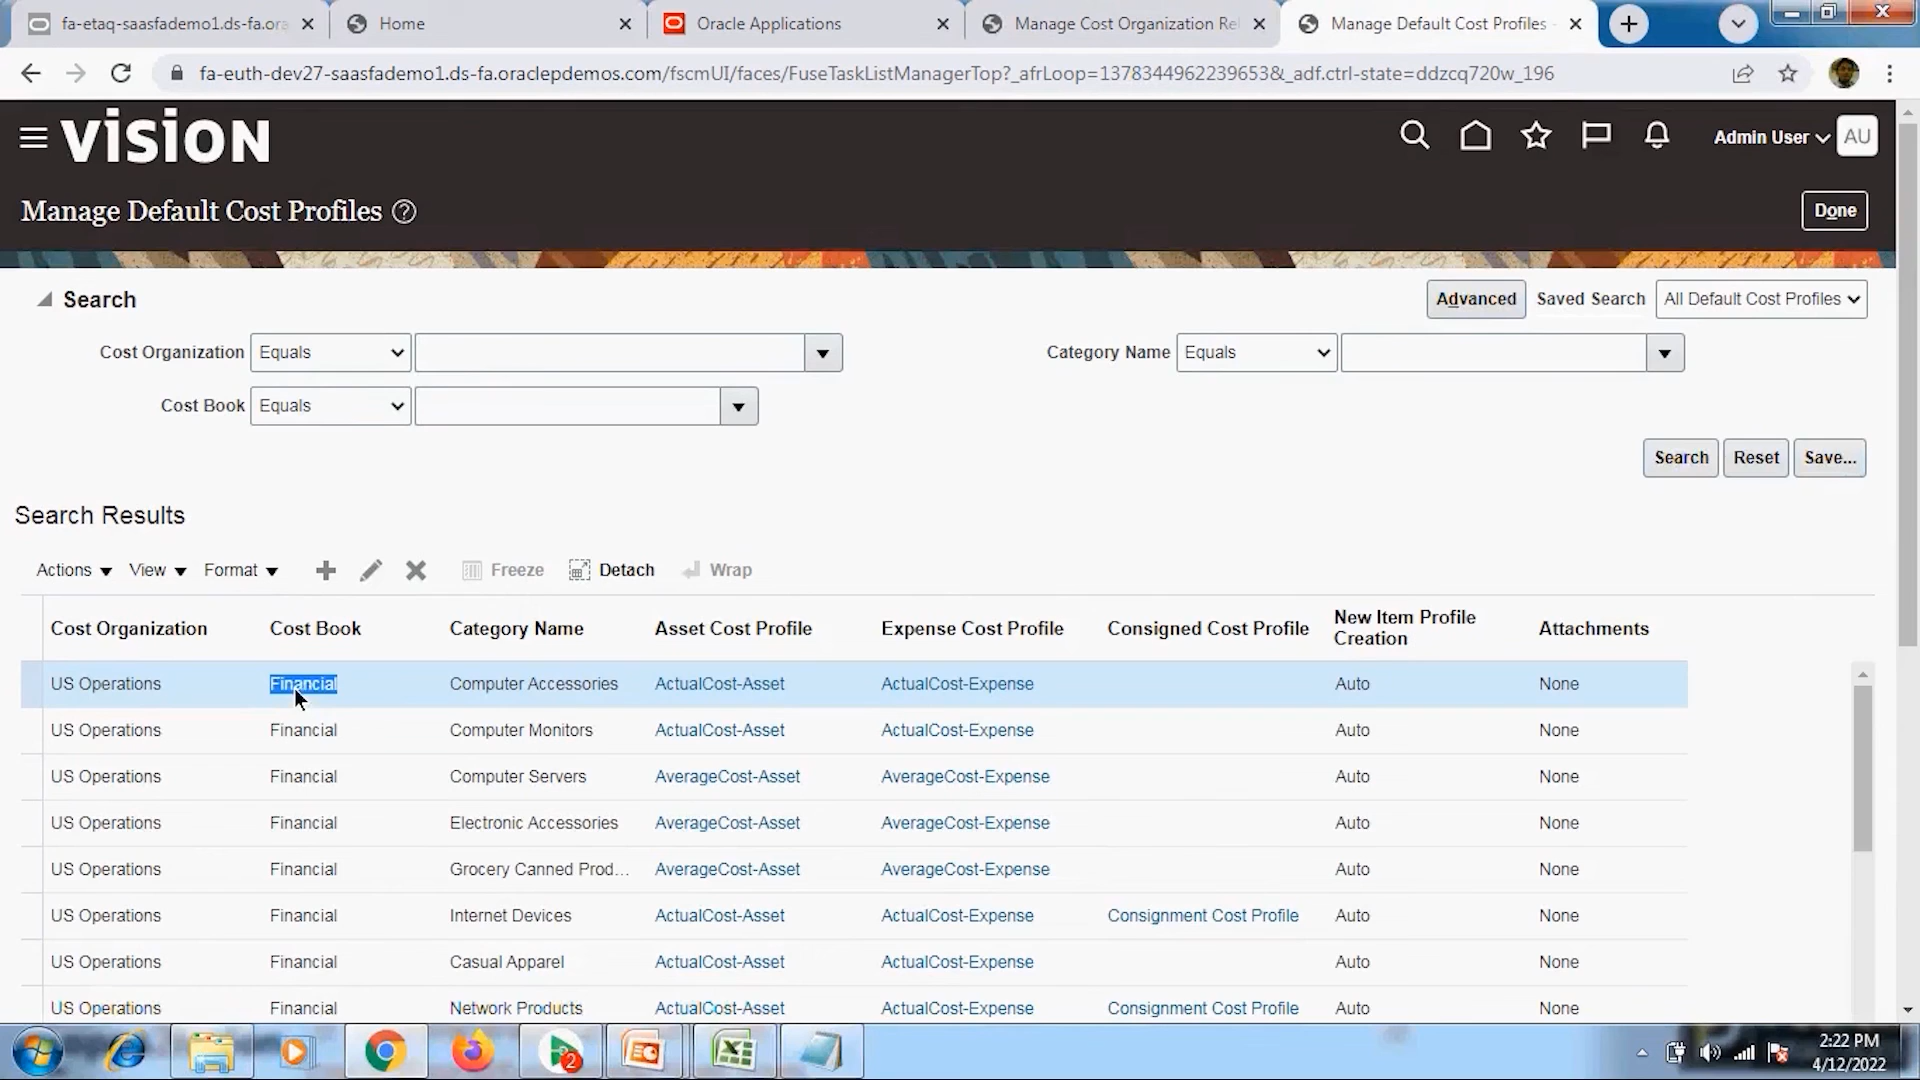 fa-etaq-saasfademo1.ds-fa.ora
Home
Oracle Applications
Manage Cost Organization Rel
Manage Default Cost Profiles -
fa-euth-dev27-saasfademo1.ds-fa.oraclepdemos.com/fscmUI/faces/FuseTaskListManagerTop?_afrLoop=13783449622396538&_adf.ctrl-state=ddzcq720w_196
VISION
Admin User
AU
Manage Default Cost Profiles
Done
Search
Advanced
Saved Search
All Default Cost Profiles
Cost Organization
Equals
Category Name
Equals
Cost Book
Equals
Search
Reset
Save...
Search Results
Actions View Format Freeze Detach Wrap
Cost Organization Cost Book Category Name Asset Cost Profile Expense Cost Profile Consigned Cost Profile New Item Profile Creation Attachments
US Operations Financial Computer Accessories ActualCost-Asset ActualCost-Expense Auto None
US Operations Financial Computer Monitors ActualCost-Asset ActualCost-Expense Auto None
US Operations Financial Computer Servers AverageCost-Asset AverageCost-Expense Auto None
US Operations Financial Electronic Accessories AverageCost-Asset AverageCost-Expense Auto None
US Operations Financial Grocery Canned Prod... AverageCost-Asset AverageCost-Expense Auto None
US Operations Financial Internet Devices ActualCost-Asset ActualCost-Expense Consignment Cost Profile Auto None
US Operations Financial Casual Apparel ActualCost-Asset ActualCost-Expense Auto None
US Operations Financial Network Products ActualCost-Asset ActualCost-Expense Consignment Cost Profile Auto None
2
2:22 PM
4/12/2022